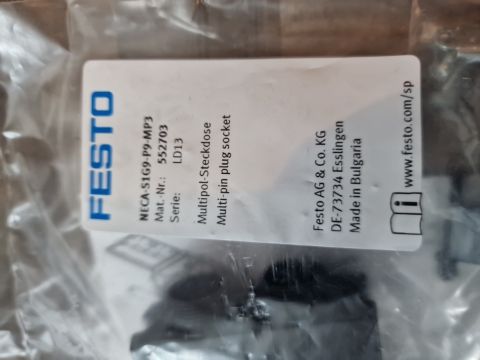 FESTO
NECA-S1G9-P9-MP3
Mat.-Nr.: 552703
Serie: LD13
Multipol-Steckdose
Multi-pin plug socket
Festo AG & Co. KG
DE-73734 Esslingen
Made in Bulgaria
www.festo.com/sp